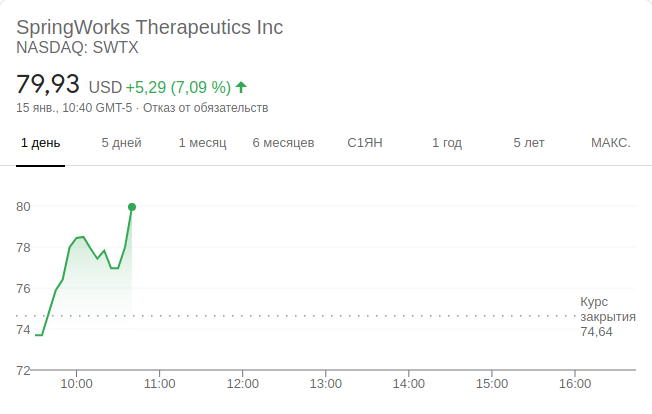 SpringWorks Therapeutics Inc
NASDAQ: SWTX
79,93 USD +5,29 (7,09 %)
15 янв., 10:40 GMT-5 · Отказ от обязательств
1 день 5 дней 1 месяц 6 месяцев С1ЯН 1 год 5 лет МАКС.
80
78
76
Курс
закрытия
74,64
74
72
10:00 11:00 12:00 13:00 14:00 15:00 16:00